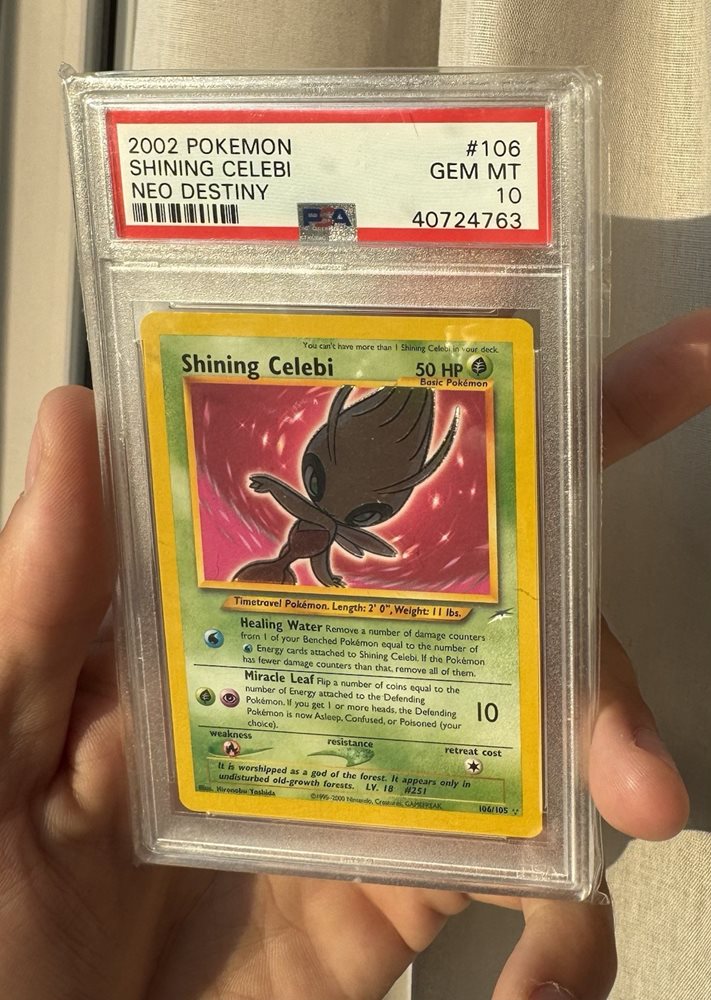 2002 POKEMON #106
SHINING CELEBI GEM MT
NEO DESTINY 10
PSA 40724763
You can't have more than 1 Shining Celebi in your deck.
Shining Celebi 50 HP
Basic Pokémon
Timetravel Pokémon. Length: 2' 0", Weight: 11 lbs.
Healing Water Remove a number of damage counters
from 1 of your Benched Pokémon equal to the number of
Energy cards attached to Shining Celebi. If the Pokémon
has fewer damage counters than that, remove all of them.
Miracle Leaf Flip a number of coins equal to the
number of Energy attached to the Defending
Pokémon. If you get 1 or more heads, the Defending
Pokémon is now Asleep, Confused, or Poisoned (your
choice).
10
weakness resistance retreat cost
It is worshipped as a god of the forest. It appears only in
undisturbed old-growth forests. LV. 18 #251
Illus. Hironobu Yoshida ©1995-2000 Nintendo, Creatures, GAMEFREAK. 106/105